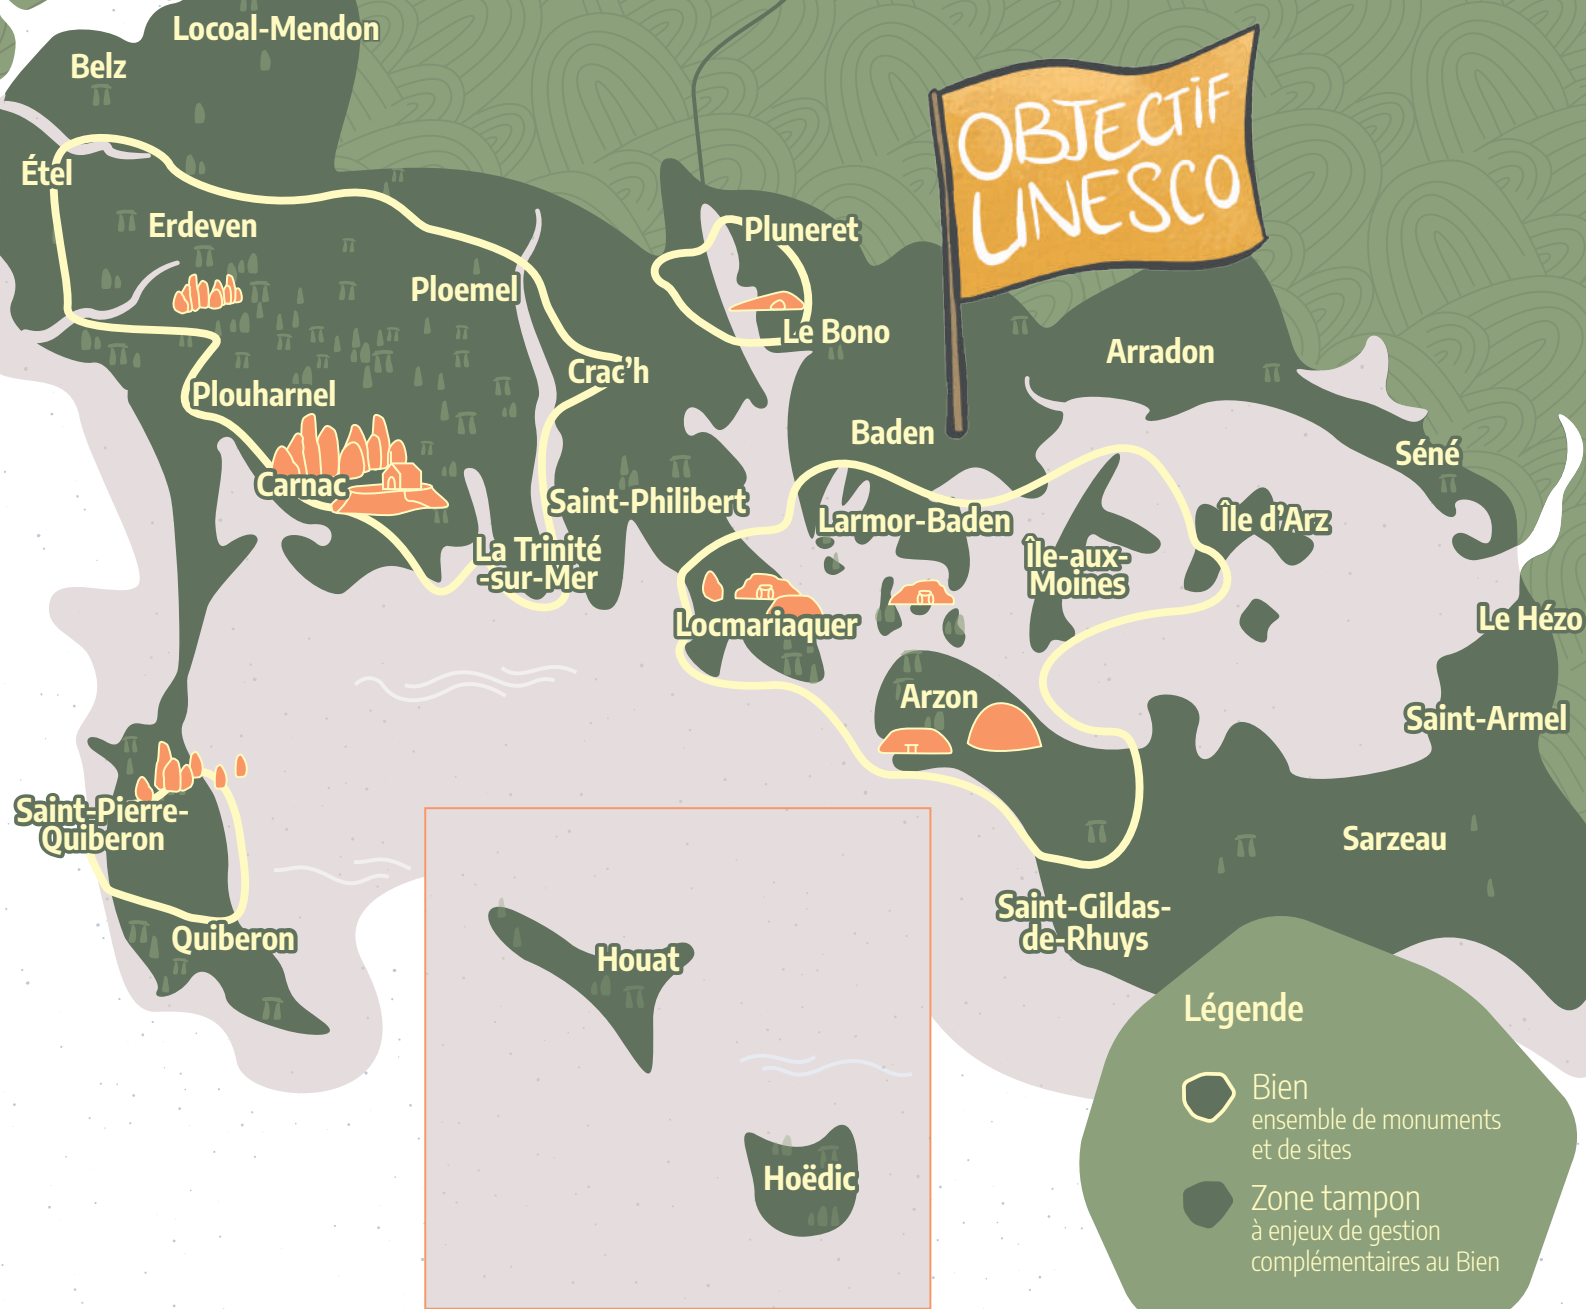 Locoal-Mendon
Belz
OBJECTIF
UNESCO
Étel
Erdeven
Pluneret
Ploemel
Le Bono
Arradon
Crac’h
Plouharnel
Baden
Séné
Carnac
Saint-Philibert
Larmor-Baden
Île d’Arz
La Trinité
-sur-Mer
Île-aux-
Moines
Locmariaquer
Le Hézo
Arzon
Saint-Armel
Saint-Pierre-
Quiberon
Sarzeau
Quiberon
Saint-Gildas-
de-Rhuys
Houat
Hoëdic
Légende
Bien
ensemble de monuments
et de sites
Zone tampon
à enjeux de gestion
complémentaires au Bien